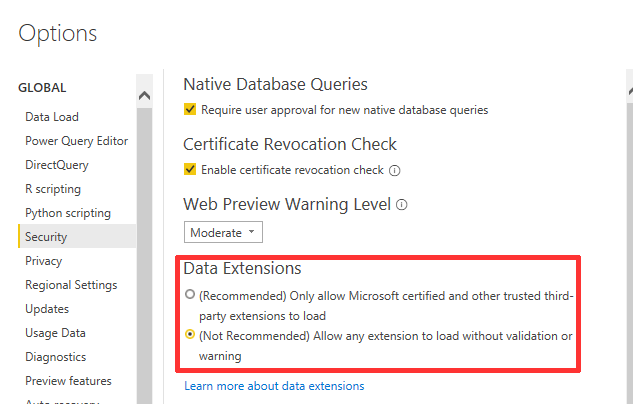 Options
GLOBAL
Data Load
Power Query Editor
DirectQuery
R scripting
Python scripting
Security
Privacy
Regional Settings
Updates
Usage Data
Diagnostics
Preview features
Auto recovery
Native Database Queries
Require user approval for new native database queries
Certificate Revocation Check
Enable certificate revocation check
Web Preview Warning Level
Moderate
Data Extensions
(Recommended) Only allow Microsoft certified and other trusted third-
party extensions to load
(Not Recommended) Allow any extension to load without validation or
warning
Learn more about data extensions